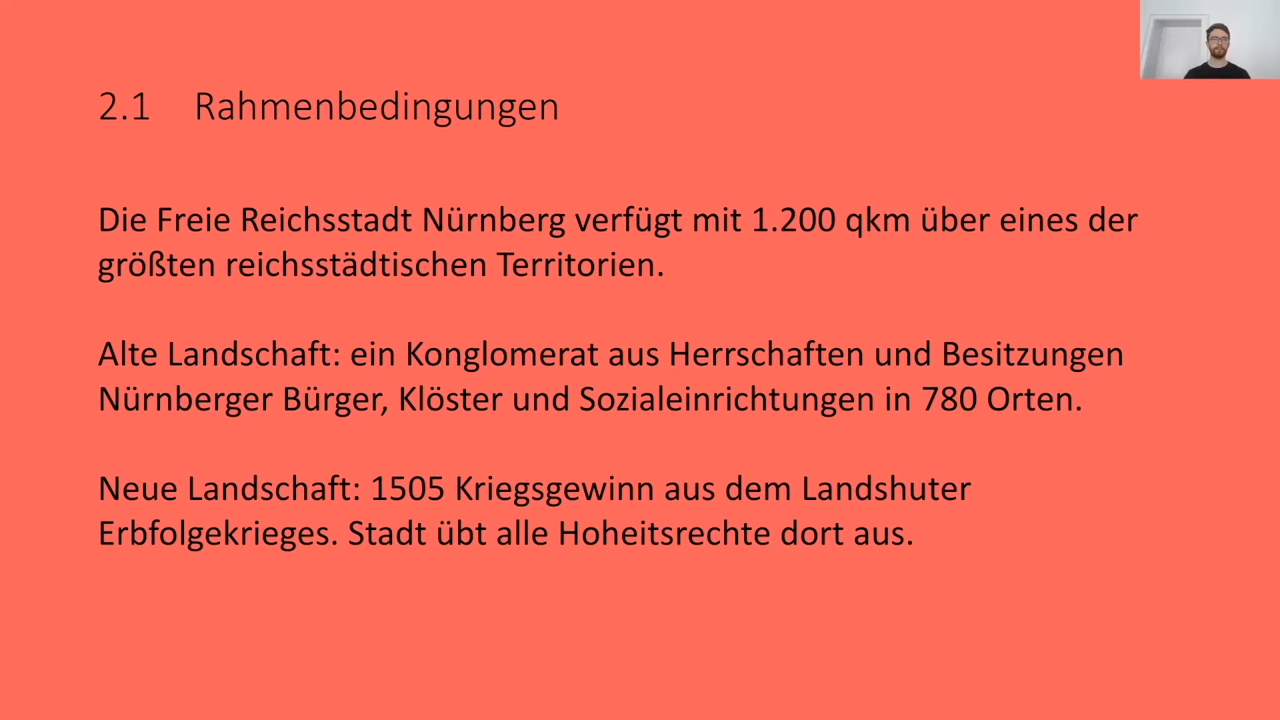 2.1 Rahmenbedingungen
Die Freie Reichsstadt Nürnberg verfügt mit 1.200 qkm über eines der
größten reichsstädtischen Territorien.
Alte Landschaft: ein Konglomerat aus Herrschaften und Besitzungen
Nürnberger Bürger, Klöster und Sozialeinrichtungen in 780 Orten.
Neue Landschaft: 1505 Kriegsgewinn aus dem Landshuter
Erbfolgekrieges. Stadt übt alle Hoheitsrechte dort aus.